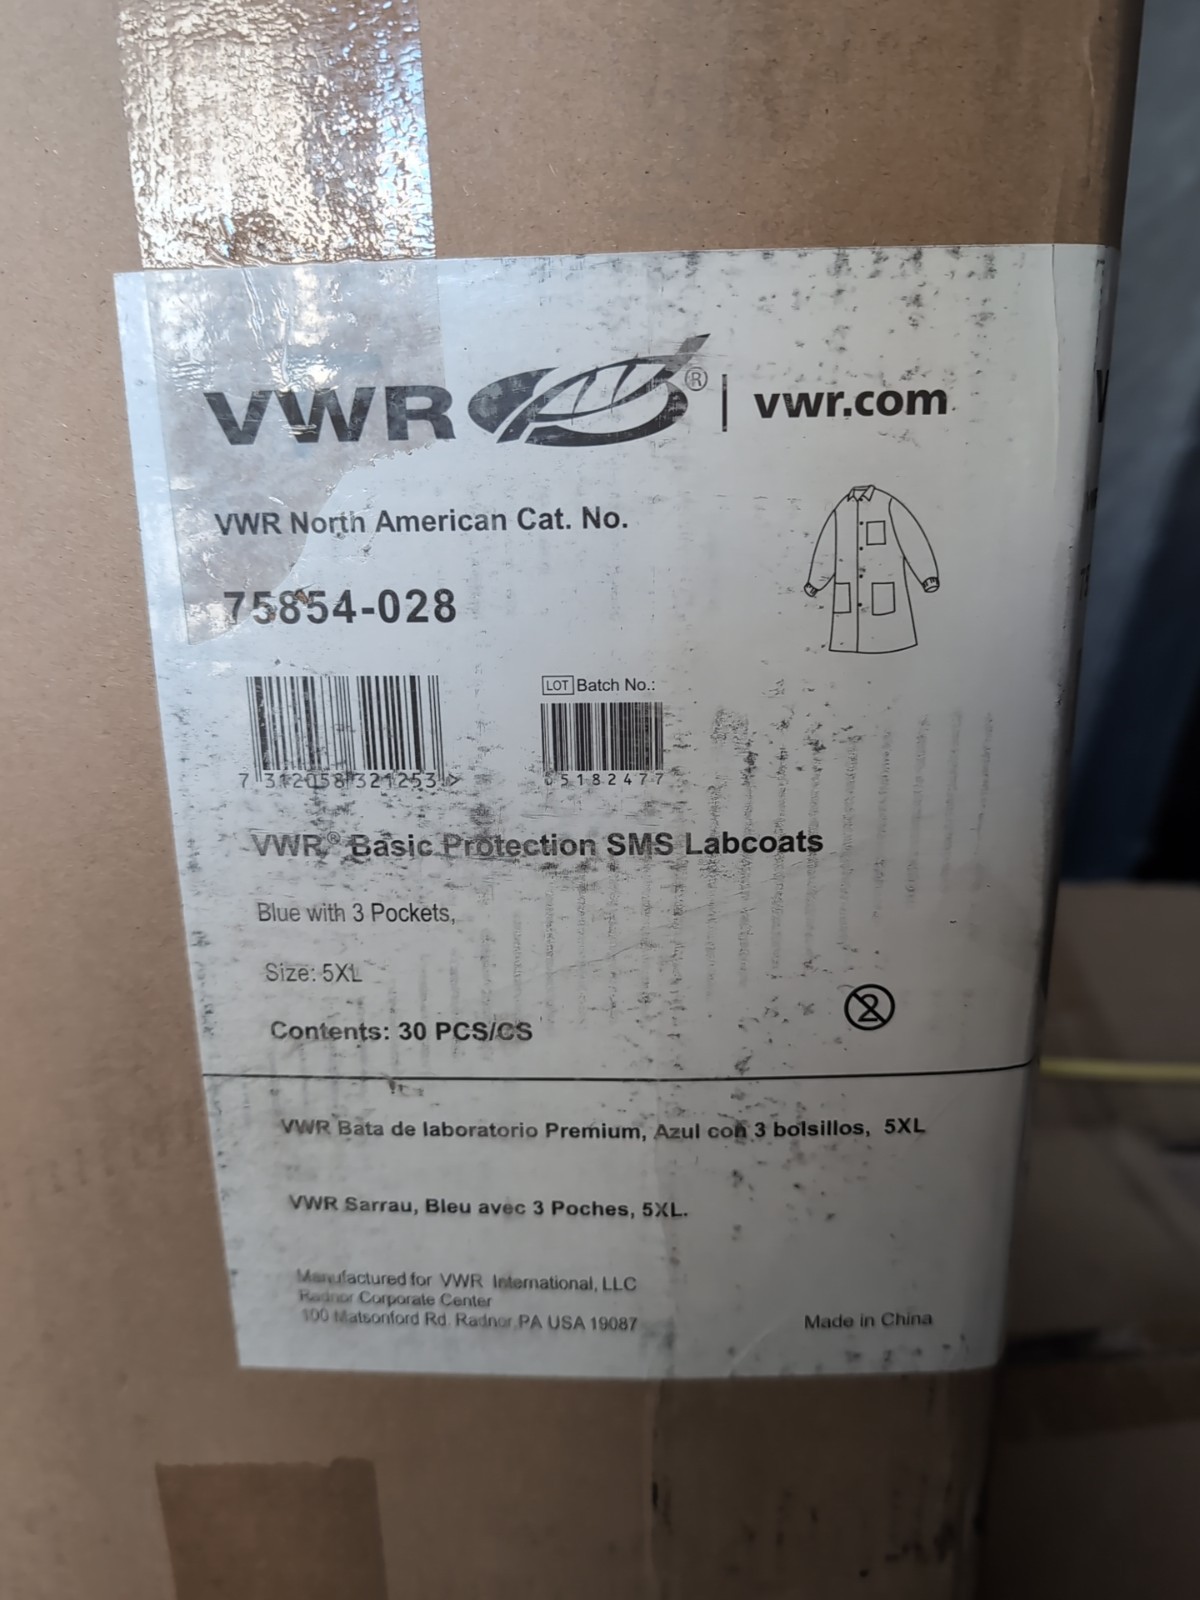 VWR® | vwr.com
VWR North American Cat. No.
75854-028
LOT Batch No.:
7 312058 321253 >
65182477
VWR® Basic Protection SMS Labcoats
Blue with 3 Pockets,
Size: 5XL
Contents: 30 PCS/CS
2
VWR Bata de laboratorio Premium, Azul con 3 bolsillos, 5XL
VWR Sarrau, Bleu avec 3 Poches, 5XL.
Manufactured for VWR International, LLC
Radnor Corporate Center
100 Matsonford Rd. Radnor, PA USA 19087
Made in China